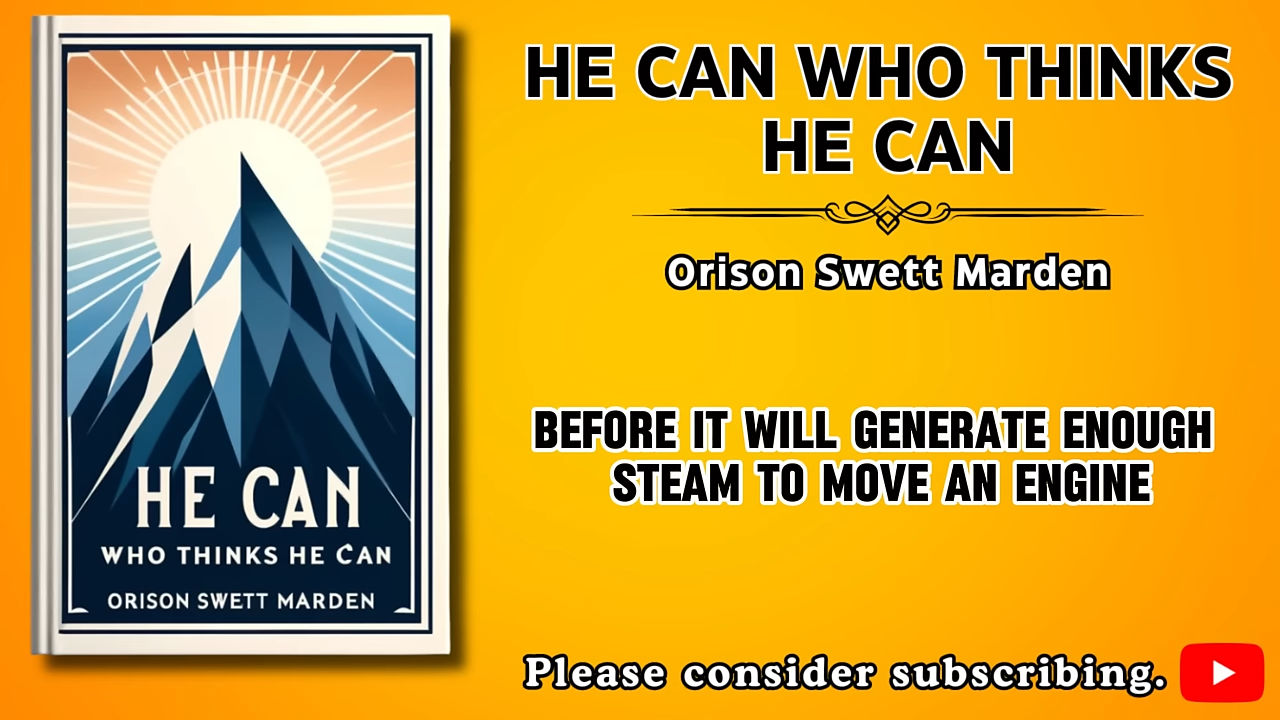 HE CAN
WHO THINKS HE CAN
ORISON SWETT MARDEN
HE CAN WHO THINKS
HE CAN
Orison Swett Marden
BEFORE IT WILL GENERATE ENOUGH
STEAM TO MOVE AN ENGINE
Please consider subscribing.